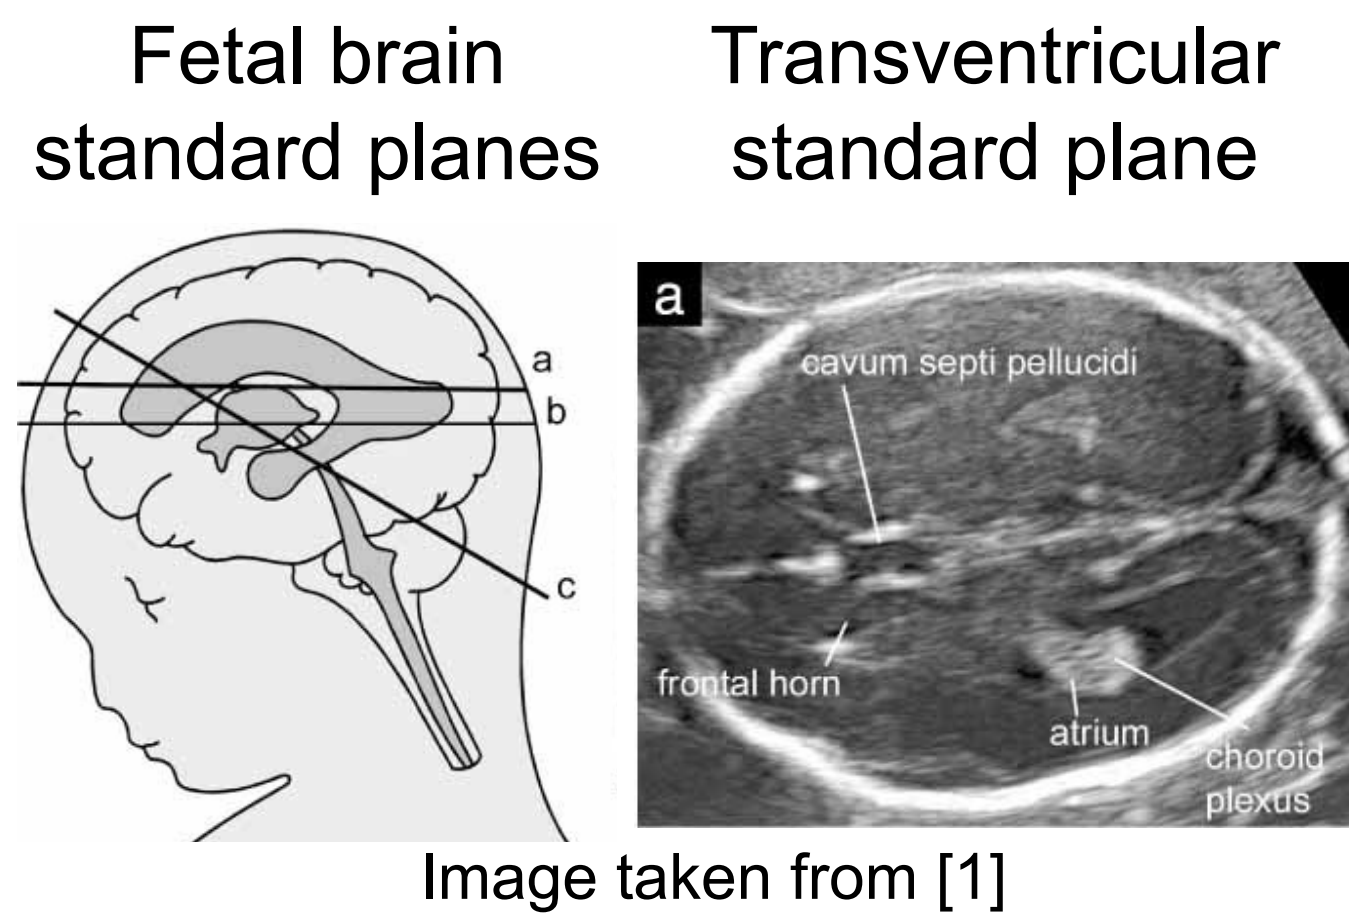 Fetal brain
standard planes
Transventricular
standard plane
a
b
c
a
cavum septi pellucidi
frontal horn
atrium
choroid
plexus
Image taken from [1]